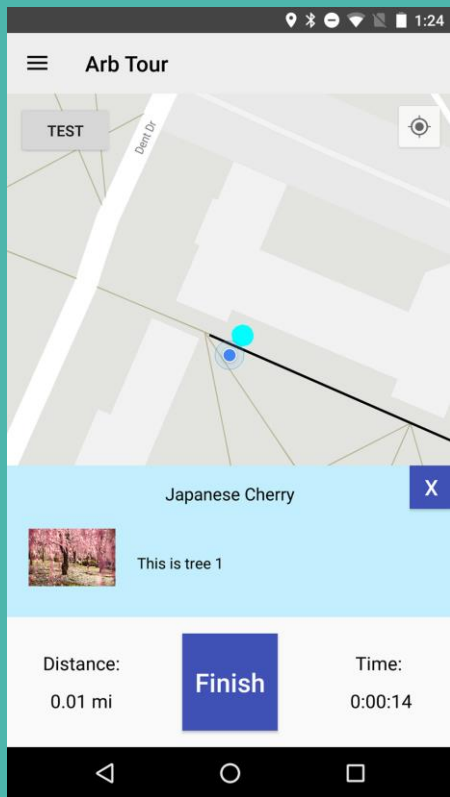 1:24
Arb Tour
TEST
Dent Dr
Japanese Cherry
X
This is tree 1
Distance:
0.01 mi
Finish
Time:
0:00:14